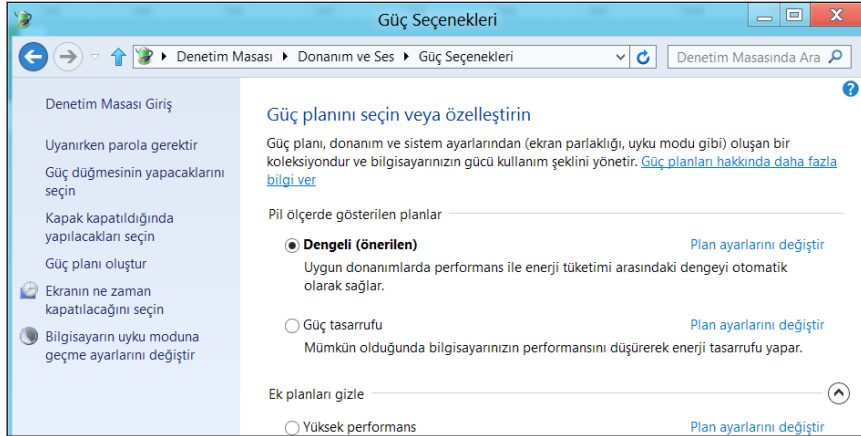 Güç Seçenekleri
Denetim Masası ▸ Donanım ve Ses ▸ Güç Seçenekleri
Denetim Masasında Ara
Denetim Masası Giriş
Uyanırken parola gerektir
Güç düğmesinin yapacaklarını
seçin
Kapak kapatıldığında
yapılacakları seçin
Güç planı oluştur
Ekranın ne zaman
kapatılacağını seçin
Bilgisayarın uyku moduna
geçme ayarlarını değiştir
Güç planını seçin veya özelleştirin
Güç planı, donanım ve sistem ayarlarından (ekran parlaklığı, uyku modu gibi) oluşan bir
koleksiyondur ve bilgisayarınızın gücü kullanım şeklini yönetir. Güç planları hakkında daha fazla
bilgi ver
Pil ölçerde gösterilen planlar
Dengeli (önerilen) Plan ayarlarını değiştir
Uygun donanımlarda performans ile enerji tüketimi arasındaki dengeyi otomatik
olarak sağlar.
Güç tasarrufu Plan ayarlarını değiştir
Mümkün olduğunda bilgisayarınızın performansını düşürerek enerji tasarrufu yapar.
Ek planları gizle
Yüksek performans Plan ayarlarını değiştir